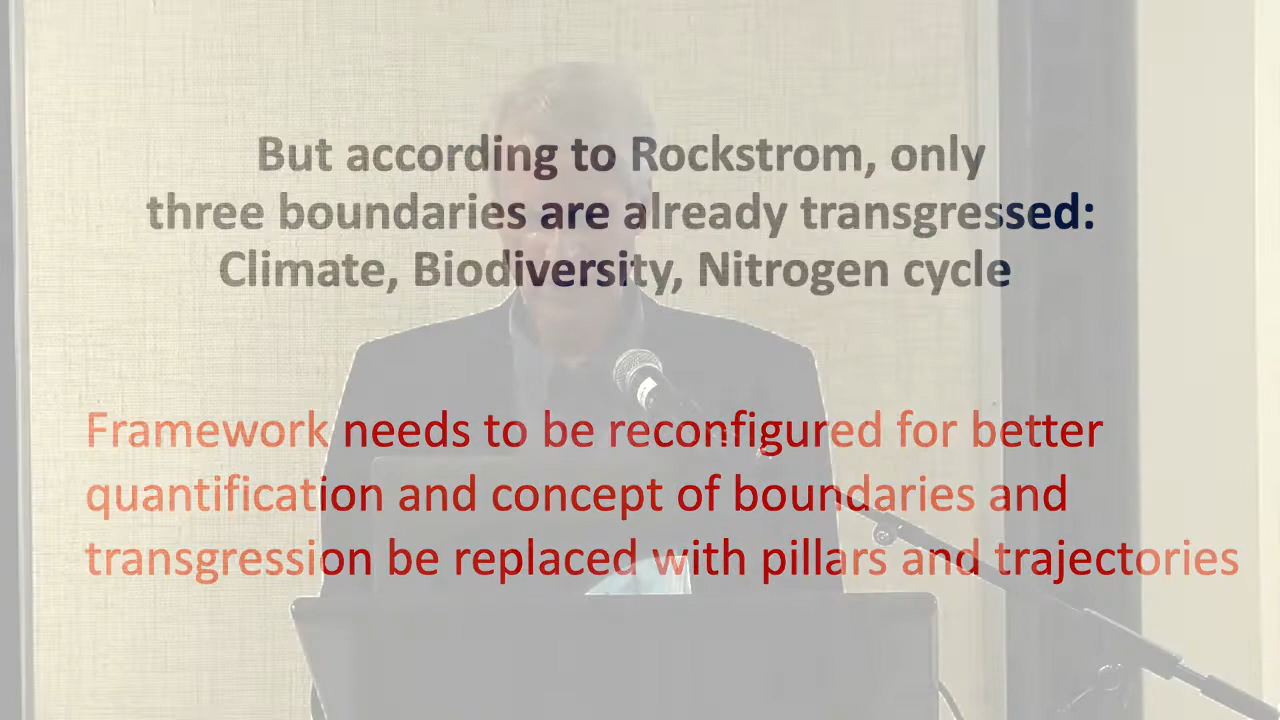 But according to Rockstrom, only
three boundaries are already transgressed:
Climate, Biodiversity, Nitrogen cycle
Framework needs to be reconfigured for better
quantification and concept of boundaries and
transgression be replaced with pillars and trajectories